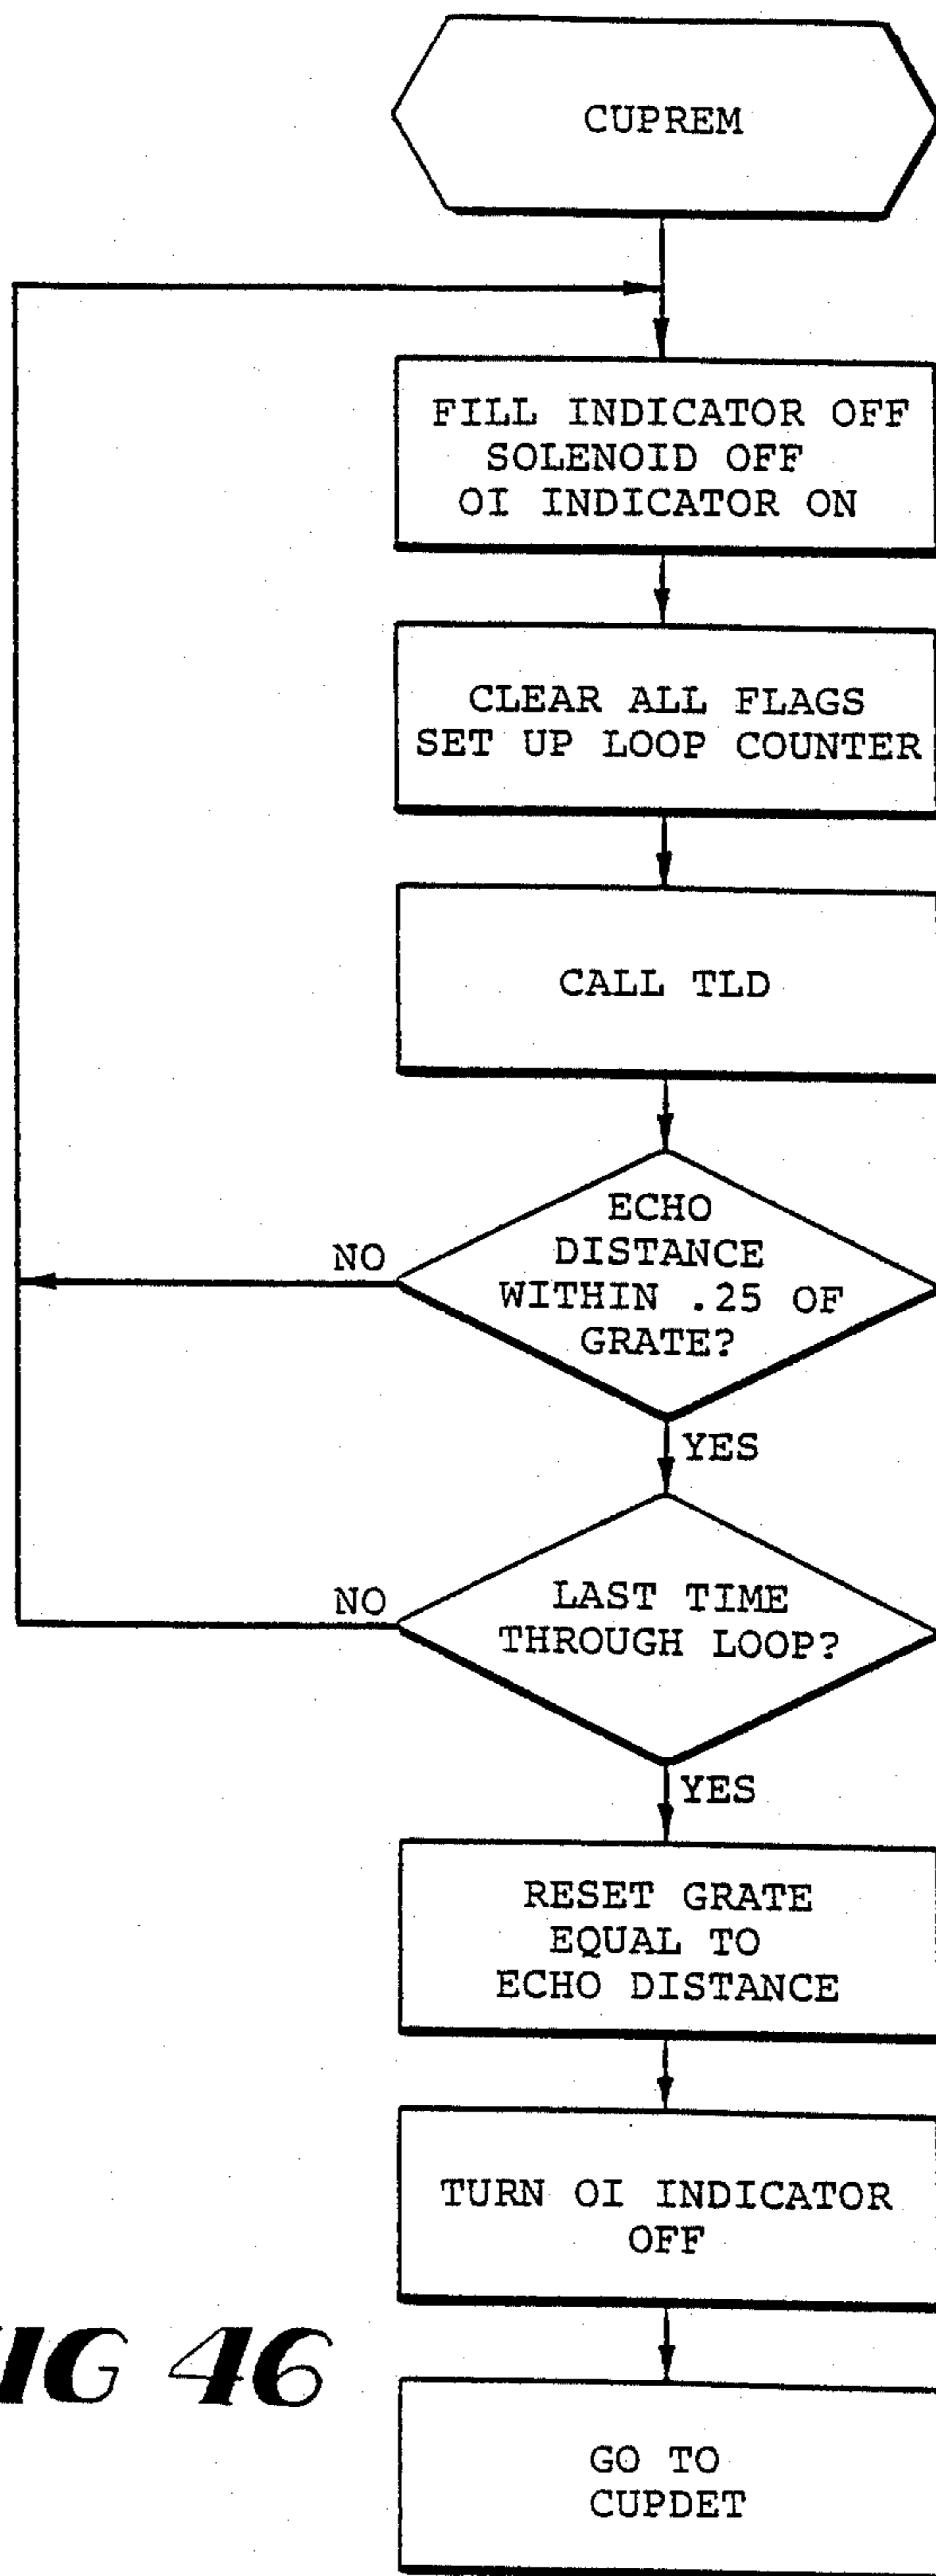 CUPREM
FILL INDICATOR OFF
SOLENOID OFF
OI INDICATOR ON
CLEAR ALL FLAGS
SET UP LOOP COUNTER
CALL TLD
ECHO
DISTANCE
WITHIN .25 OF
GRATE?
NO
YES
LAST TIME
THROUGH LOOP?
NO
YES
RESET GRATE
EQUAL TO
ECHO DISTANCE
TURN OI INDICATOR
OFF
GO TO
CUPDET
IG 46